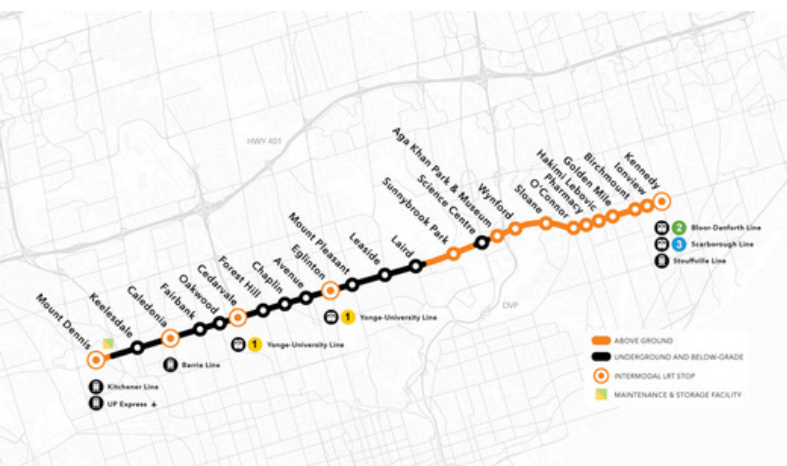 HWY 401
Mount Dennis
Keelesdale
Caledonia
Fairbank
Oakwood
Cedarvale
Forest Hill
Chaplin
Avenue
Eglinton
Mount Pleasant
Leaside
Laird
Sunnybrook Park
Science Centre
Aga Khan Park & Museum
Wynford
Sloane
O'Connor
Pharmacy
Hakimi Lebovic
Golden Mile
Birchmount
Ionview
Kennedy
2 Bloor-Danforth Line
3 Scarborough Line
Stouffville Line
DVP
1 Yonge-University Line
1 Yonge-University Line
Barrie Line
Kitchener Line
UP Express +
ABOVE GROUND
UNDERGROUND AND BELOW-GRADE
INTERMODAL LRT STOP
MAINTENANCE & STORAGE FACILITY